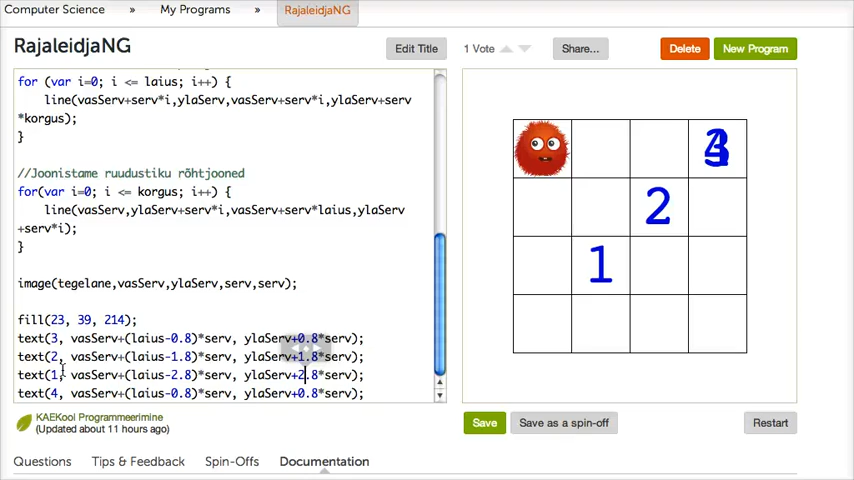 Computer Science » My Programs » RajaleidjaNG
RajaleidjaNG Edit Title 1 Vote Share... Delete New Program
for (var i=0; i <= laius; i++) {
line(vasServ+serv*i,ylaServ,vasServ+serv*i,ylaServ+serv
*korgus);
}
//Joonistame ruudustiku rõhtjooned
for(var i=0; i <= korgus; i++) {
line(vasServ,ylaServ+serv*i,vasServ+serv*laius,ylaServ
+serv*i);
}
image(tegelane,vasServ,ylaServ,serv,serv);
fill(23, 39, 214);
text(3, vasServ+(laius-0.8)*serv, ylaServ+0.8*serv);
text(2, vasServ+(laius-1.8)*serv, ylaServ+1.8*serv);
text(1, vasServ+(laius-2.8)*serv, ylaServ+2.8*serv);
text(4, vasServ+(laius-0.8)*serv, ylaServ+0.8*serv);
2
1
KAEKool Programmeerimine
(Updated about 11 hours ago)
Save Save as a spin-off Restart
Questions Tips & Feedback Spin-Offs Documentation